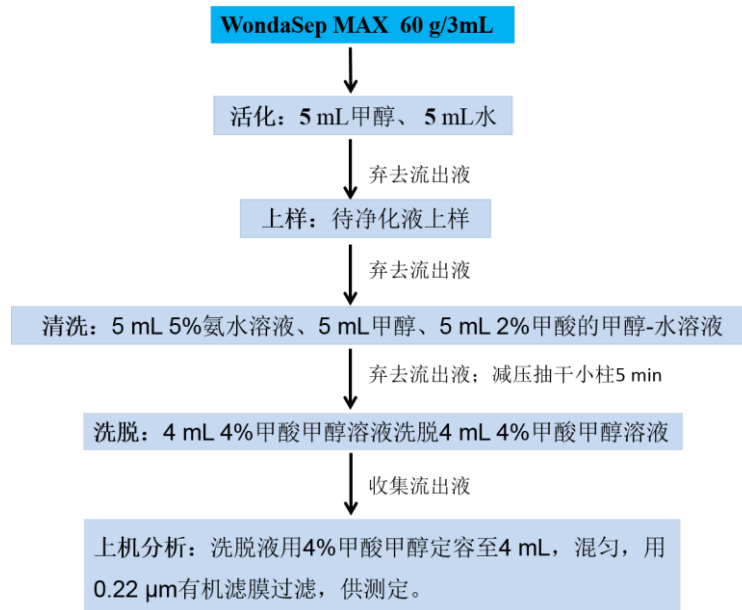 WondaSep MAX 60 g/3mL
活化：5 mL甲醇、5 mL水
弃去流出液
上样：待净化液上样
弃去流出液
清洗：5 mL 5%氨水溶液、5 mL甲醇、5 mL 2%甲酸的甲醇-水溶液
弃去流出液；减压抽干小柱5 min
洗脱：4 mL 4%甲酸甲醇溶液洗脱4 mL 4%甲酸甲醇溶液
收集流出液
上机分析：洗脱液用4%甲酸甲醇定容至4 mL，混匀，用
0.22 μm有机滤膜过滤，供测定。